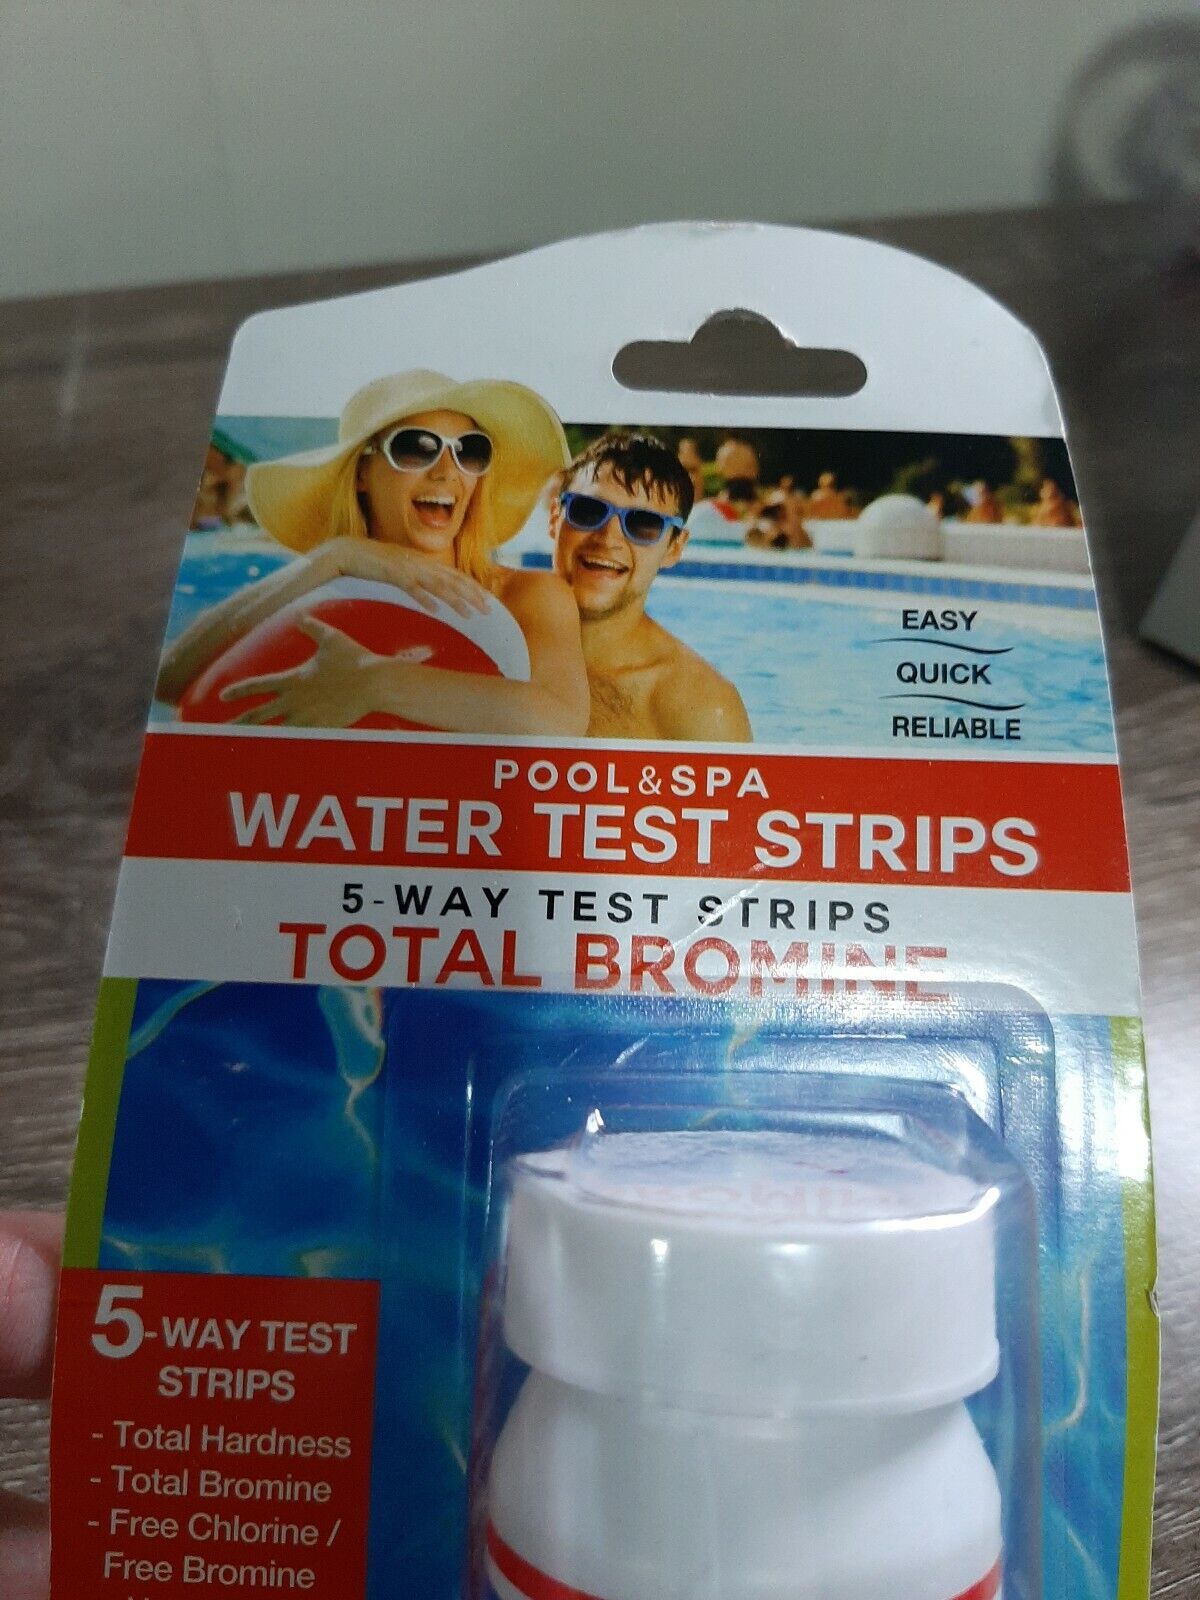 EASY
QUICK
RELIABLE
POOL&SPA
WATER TEST STRIPS
5-WAY TEST STRIPS
TOTAL BROMINE
5-WAY TEST
STRIPS
- Total Hardness
- Total Bromine
- Free Chlorine /
Free Bromine